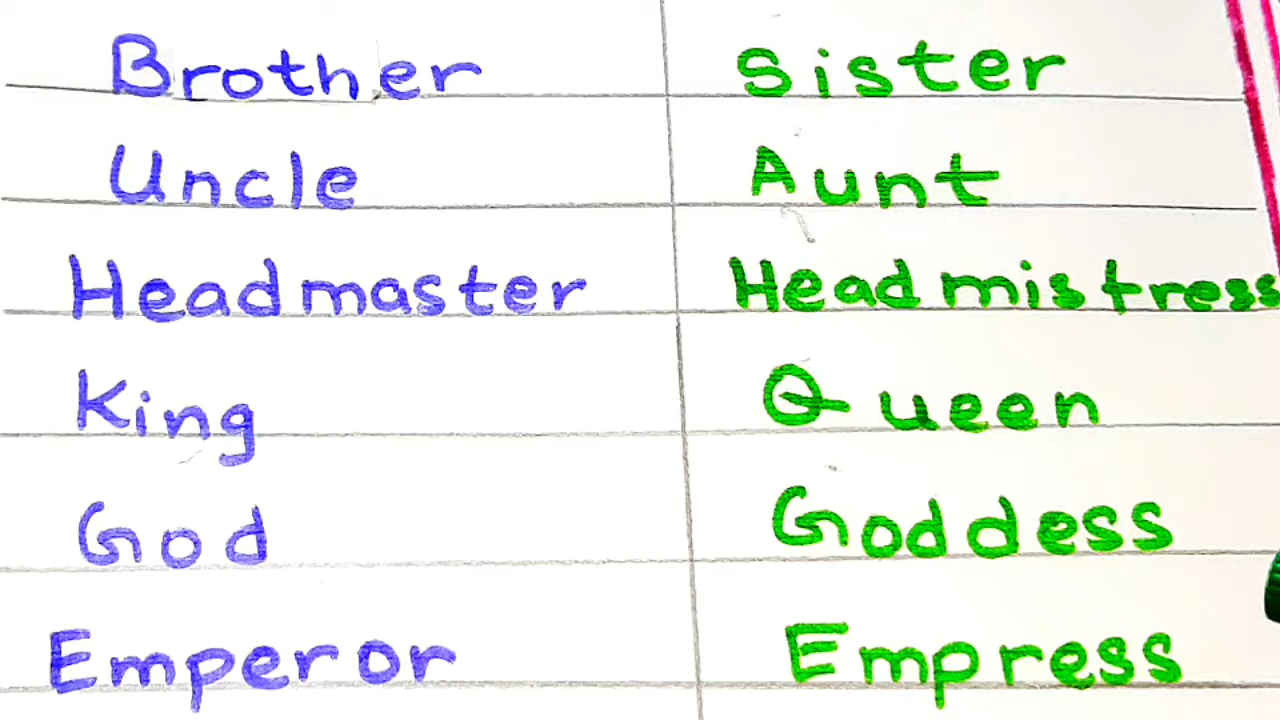 Brother Sister
Uncle Aunt
Headmaster Headmistress
King Queen
God Goddess
Emperor Empress